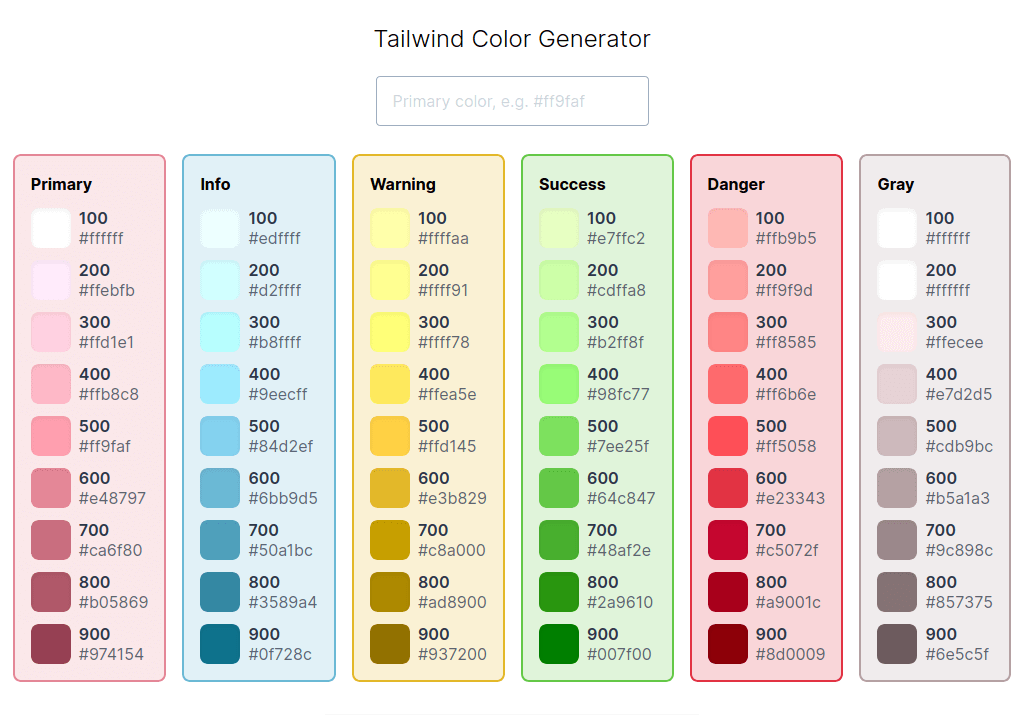 Tailwind Color Generator
Primary color, e.g. #ff9faf
Primary
100
#ffffff
200
#ffebfb
300
#ffd1e1
400
#ffb8c8
500
#ff9faf
600
#e48797
700
#ca6f80
800
#b05869
900
#974154
Info
100
#edffff
200
#d2ffff
300
#b8ffff
400
#9eecff
500
#84d2ef
600
#6bb9d5
700
#50a1bc
800
#3589a4
900
#0f728c
Warning
100
#ffffaa
200
#ffff91
300
#ffff78
400
#ffea5e
500
#ffd145
600
#e3b829
700
#c8a000
800
#ad8900
900
#937200
Success
100
#e7ffc2
200
#cdffa8
300
#b2ff8f
400
#98fc77
500
#7ee25f
600
#64c847
700
#48af2e
800
#2a9610
900
#007f00
Danger
100
#ffb9b5
200
#ff9f9d
300
#ff8585
400
#ff6b6e
500
#ff5058
600
#e23343
700
#c5072f
800
#a9001c
900
#8d0009
Gray
100
#ffffff
200
#ffffff
300
#ffecee
400
#e7d2d5
500
#cdb9bc
600
#b5a1a3
700
#9c898c
800
#857375
900
#6e5c5f